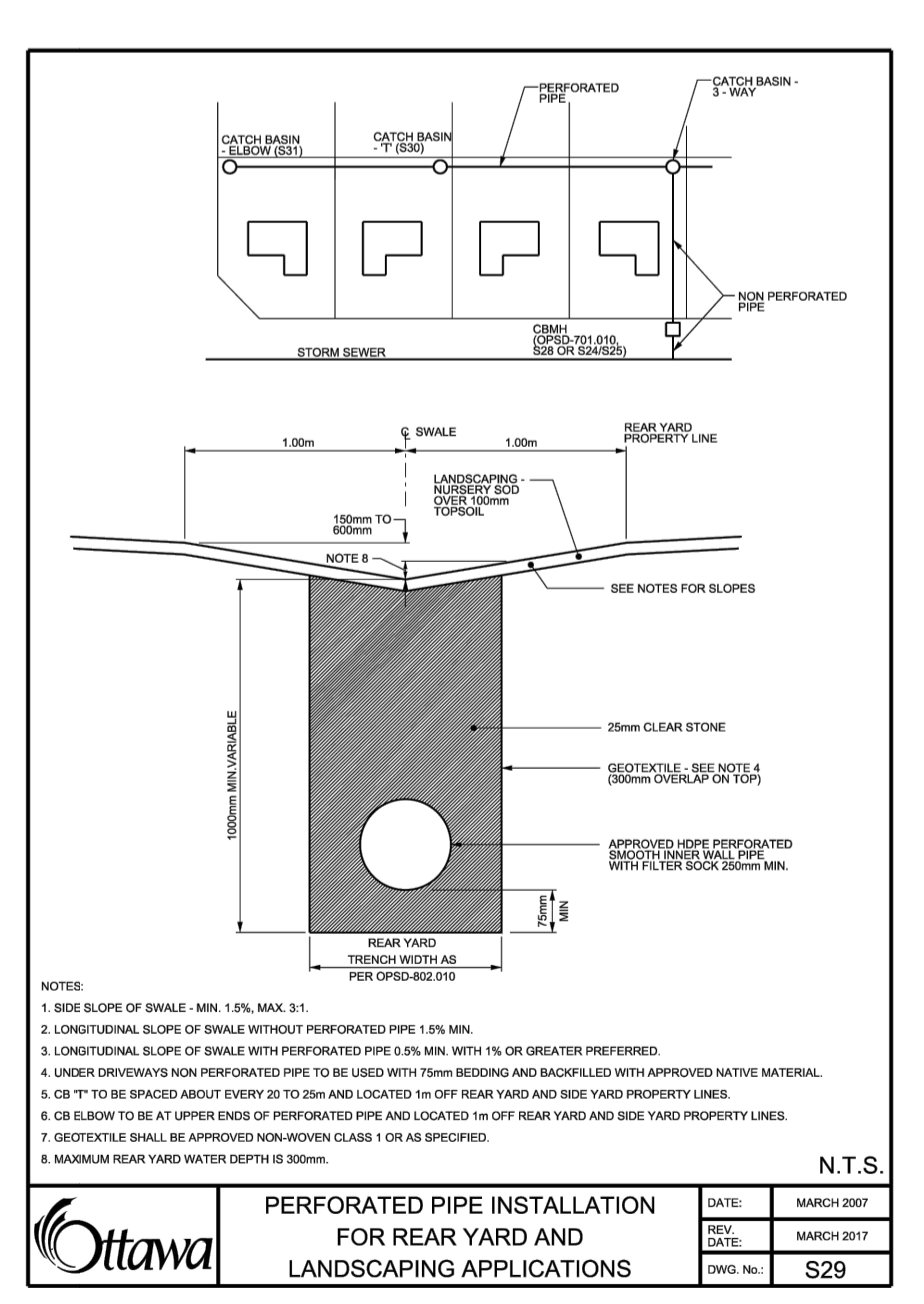 PERFORATED
PIPE
CATCH BASIN -
3 - WAY
CATCH BASIN
- ELBOW (S31)
CATCH BASIN
- 'T' (S30)
NON PERFORATED
PIPE
CBMH
(OPSD-701.010,
S28 OR S24/S25)
STORM SEWER
℄ SWALE
1.00m
1.00m
REAR YARD
PROPERTY LINE
LANDSCAPING -
NURSERY SOD
OVER 100mm
TOPSOIL
150mm TO
600mm
NOTE 8
SEE NOTES FOR SLOPES
1000mm MIN.VARIABLE
25mm CLEAR STONE
GEOTEXTILE - SEE NOTE 4
(300mm OVERLAP ON TOP)
APPROVED HDPE PERFORATED
SMOOTH INNER WALL PIPE
WITH FILTER SOCK 250mm MIN.
75mm
MIN
REAR YARD
TRENCH WIDTH AS
PER OPSD-802.010
NOTES:
1. SIDE SLOPE OF SWALE - MIN. 1.5%, MAX. 3:1.
2. LONGITUDINAL SLOPE OF SWALE WITHOUT PERFORATED PIPE 1.5% MIN.
3. LONGITUDINAL SLOPE OF SWALE WITH PERFORATED PIPE 0.5% MIN. WITH 1% OR GREATER PREFERRED.
4. UNDER DRIVEWAYS NON PERFORATED PIPE TO BE USED WITH 75mm BEDDING AND BACKFILLED WITH APPROVED NATIVE MATERIAL.
5. CB "T" TO BE SPACED ABOUT EVERY 20 TO 25m AND LOCATED 1m OFF REAR YARD AND SIDE YARD PROPERTY LINES.
6. CB ELBOW TO BE AT UPPER ENDS OF PERFORATED PIPE AND LOCATED 1m OFF REAR YARD AND SIDE YARD PROPERTY LINES.
7. GEOTEXTILE SHALL BE APPROVED NON-WOVEN CLASS 1 OR AS SPECIFIED.
8. MAXIMUM REAR YARD WATER DEPTH IS 300mm.
N.T.S.
Ottawa
PERFORATED PIPE INSTALLATION
FOR REAR YARD AND
LANDSCAPING APPLICATIONS
DATE:
MARCH 2007
REV.
DATE:
MARCH 2017
DWG. No.:
S29